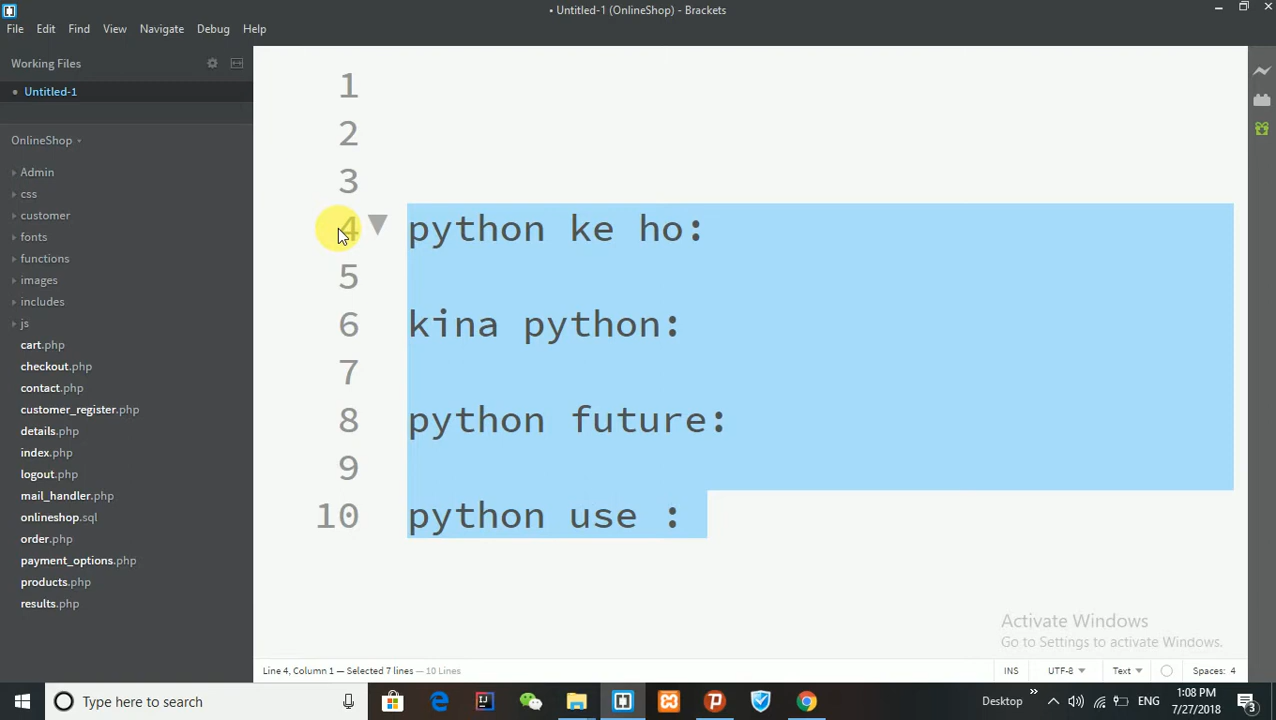 • Untitled-1 (OnlineShop) - Brackets
File Edit Find View Navigate Debug Help
Working Files
• Untitled-1
OnlineShop
Admin
css
customer
fonts
functions
images
includes
js
cart.php
checkout.php
contact.php
customer_register.php
details.php
index.php
logout.php
mail_handler.php
onlineshop.sql
order.php
payment_options.php
products.php
results.php
1
2
3
4 python ke ho:
5
6 kina python:
7
8 python future:
9
10 python use :
Activate Windows
Go to Settings to activate Windows.
Line 4, Column 1 — Selected 7 lines — 10 Lines
INS UTF-8 Text Spaces: 4
Type here to search
Desktop » ENG 1:08 PM
7/27/2018
3